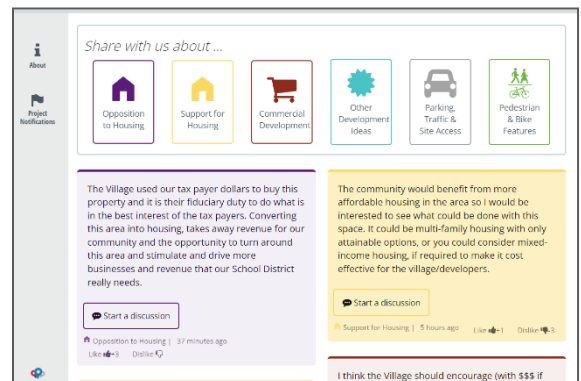 Share with us about ...
About
Project
Notifications
Opposition
to Housing
Support for
Housing
Commercial
Development
Other
Development
Ideas
Parking,
Traffic &
Site Access
Pedestrian
& Bike
Features
The Village used our tax payer dollars to buy this
property and it is their fiduciary duty to do what is
in the best interest of the tax payers. Converting
this area into housing, takes away revenue for our
community and the opportunity to turn around
this area and stimulate and drive more
businesses and revenue that our School District
really needs.
Start a discussion
Opposition to Housing | 37 minutes ago
Like +3 Dislike
The community would benefit from more
affordable housing in the area so I would be
interested to see what could be done with this
space. It could be multi-family housing with only
attainable options, or you could consider mixed-
income housing, if required to make it cost
effective for the village/developers.
Start a discussion
Support for Housing | 5 hours ago Like +1 Dislike -3
I think the Village should encourage (with $$$ if